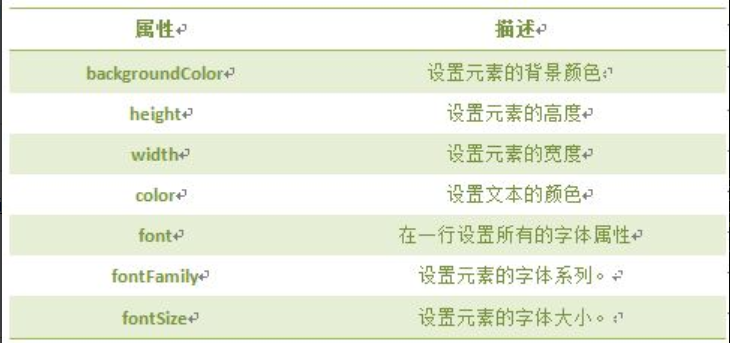 属性 描述
backgroundColor 设置元素的背景颜色
height 设置元素的高度
width 设置元素的宽度
color 设置文本的颜色
font 在一行设置所有的字体属性
fontFamily 设置元素的字体系列。
fontSize 设置元素的字体大小。